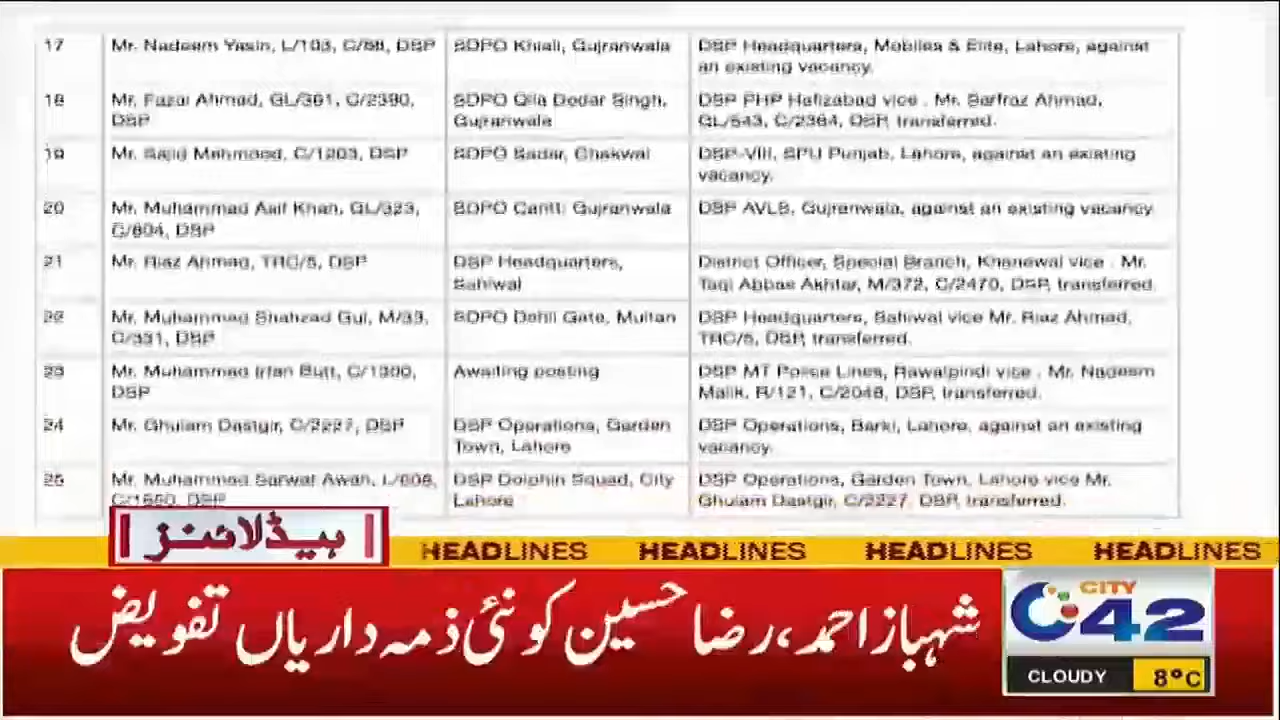 17 Mr. Nadeem Yasin, L/103, C/68, DSP SDPO Khiali, Gujranwala DSP Headquarters, Mobiles & Elite, Lahore, against
an existing vacancy.
18 Mr. Fazal Ahmad, GL/361, C/2390, SDPO Qila Dedar Singh, DSP PHP Hafizabad vice . Mr. Sarfraz Ahmad,
DSP Gujranwala GL/543, C/2364, DSP, transferred.
19 Mr. Sajid Mehmood, C/1203, DSP SDPO Sadar, Chakwal DSP-VIII, SPU Punjab, Lahore, against an existing
vacancy.
20 Mr. Muhammad Asif Khan, GL/323, SDPO Cantt: Gujranwala DSP AVLS, Gujranwala, against an existing vacancy.
C/804, DSP
21 Mr. Riaz Ahmad, TRC/5, DSP DSP Headquarters, District Officer, Special Branch, Khanewal vice . Mr.
Sahiwal Taqi Abbas Akhtar, M/372, C/2470, DSP, transferred.
22 Mr. Muhammad Shahzad Gul, M/33, SDPO Dehli Gate, Multan DSP Headquarters, Sahiwal vice Mr. Riaz Ahmad,
C/331, DSP TRC/5, DSP, transferred.
23 Mr. Muhammad Irfan Butt, C/1300, Awaiting posting DSP MT Police Lines, Rawalpindi vice . Mr. Nadeem
DSP Malik, R/121, C/2048, DSP, transferred.
24 Mr. Ghulam Dastgir, C/2227, DSP DSP Operations, Garden DSP Operations, Barki, Lahore, against an existing
Town, Lahore vacancy.
25 Mr. Muhammad Sarwar Awan, L/608, DSP Dolphin Squad, City DSP Operations, Garden Town, Lahore vice Mr.
C/1660, DSP Lahore Ghulam Dastgir, C/2227, DSP, transferred.
ہیڈلائنز HEADLINES HEADLINES HEADLINES HEADLINES
شہباز احمد، رضا حسین کو نئی ذمہ داریاں تفویض
CITY
42
CLOUDY 8°C